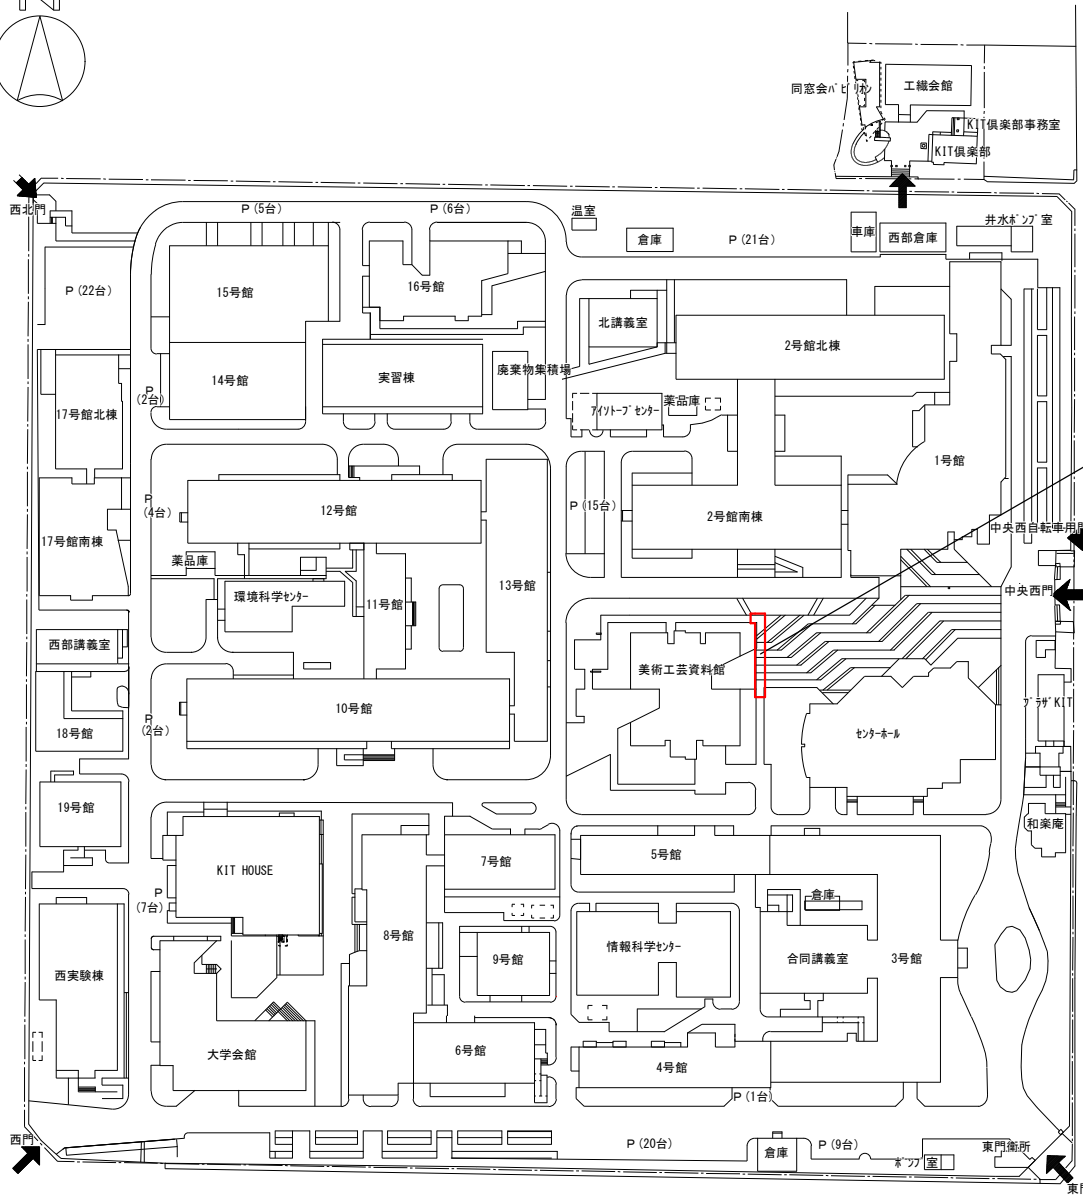 N
同窓会パビリオン
工繊会館
KIT倶楽部事務室
KIT倶楽部
西北門
P (5台)
P (6台)
温室
倉庫
P (21台)
車庫
西部倉庫
井水ポンプ室
P (22台)
15号館
16号館
北講義室
2号館北棟
17号館北棟
P
(2台)
14号館
実習棟
廃棄物集積場
アイソトープセンター
薬品庫
1号館
P
(4台)
12号館
P (15台)
2号館南棟
中央西自転車用門
17号館南棟
薬品庫
環境科学センター
11号館
13号館
中央西門
西部講義室
美術工芸資料館
プラザKIT
18号館
P
(2台)
10号館
センターホール
19号館
和楽庵
KIT HOUSE
7号館
5号館
P
(7台)
倉庫
8号館
9号館
情報科学センター
合同講義室
3号館
西実験棟
大学会館
6号館
4号館
P (1台)
西門
P (20台)
倉庫
P (9台)
ポンプ室
東門衛所
東門